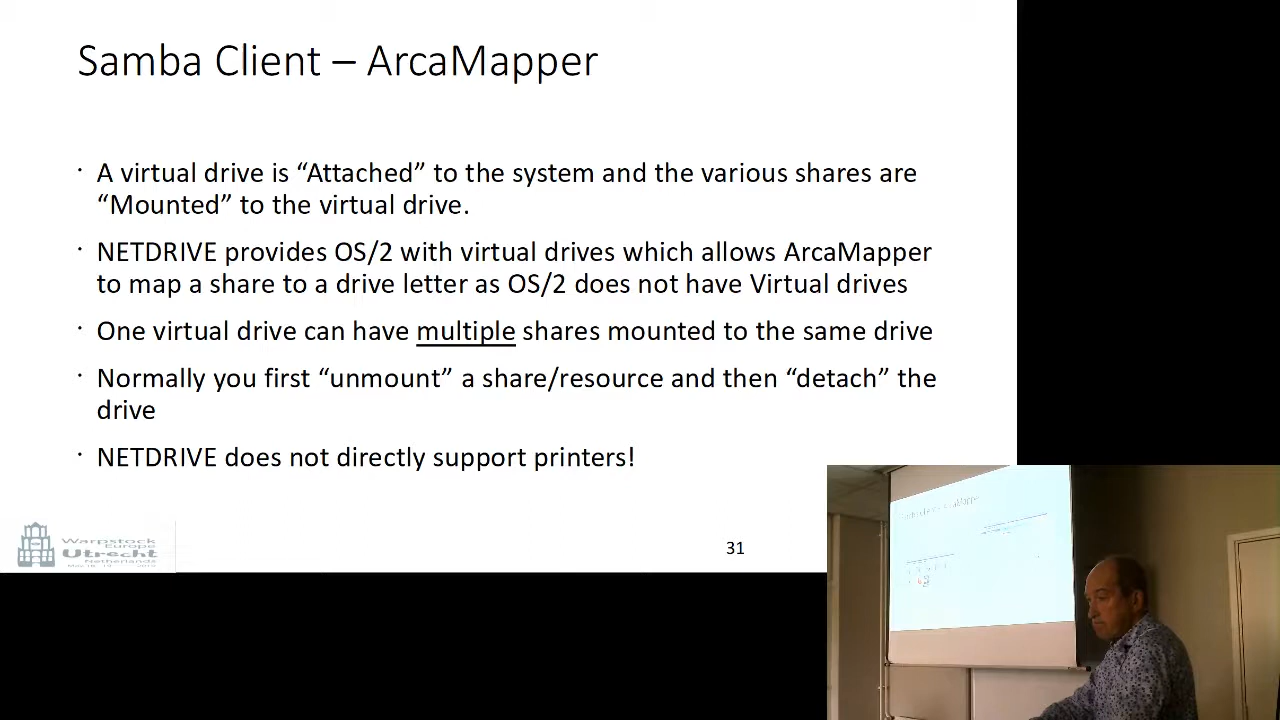 Samba Client – ArcaMapper
· A virtual drive is “Attached” to the system and the various shares are
“Mounted” to the virtual drive.
· NETDRIVE provides OS/2 with virtual drives which allows ArcaMapper
to map a share to a drive letter as OS/2 does not have Virtual drives
· One virtual drive can have multiple shares mounted to the same drive
· Normally you first “unmount” a share/resource and then “detach” the
drive
· NETDRIVE does not directly support printers!
Warpstock
Europe
Utrecht
Netherlands
31